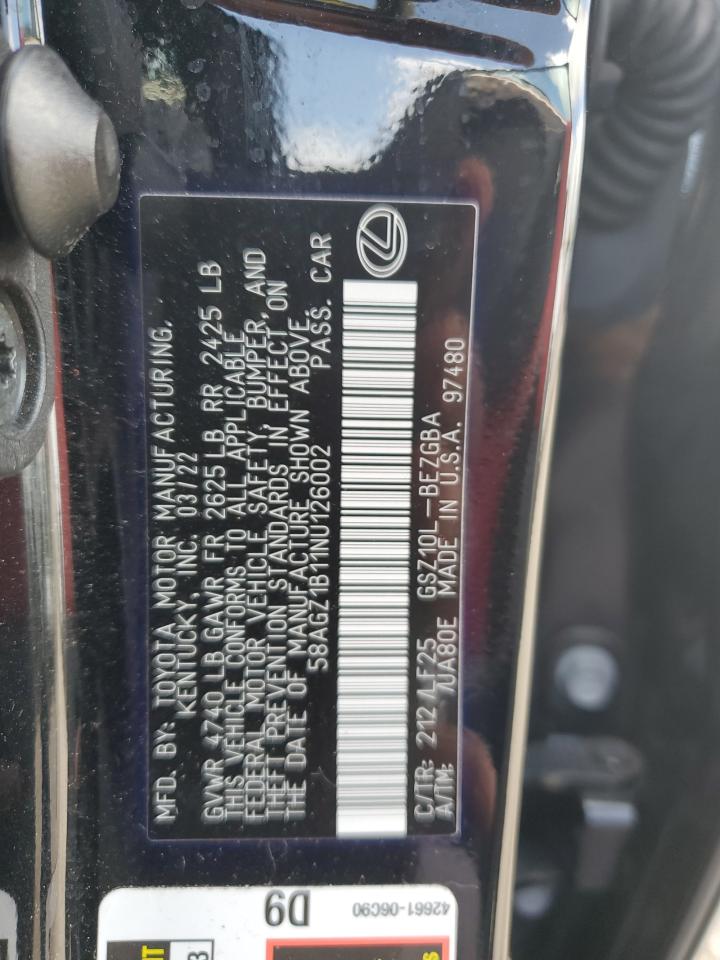 MFD. BY: TOYOTA MOTOR MANUFACTURING,
KENTUCKY, INC. 03/22
GVWR 4740 LB GAWR FR 2625 LB RR 2425 LB
THIS VEHICLE CONFORMS TO ALL APPLICABLE
FEDERAL MOTOR VEHICLE SAFETY, BUMPER, AND
THEFT PREVENTION STANDARDS IN EFFECT ON
THE DATE OF MANUFACTURE SHOWN ABOVE.
58AGZ1B11NU126002 PASS. CAR
C/TR: 212 /LF25 GSZ10L-BEZGBA
A/TM: /UA80E MADE IN U.S.A. 97480
D9
42661-06C90